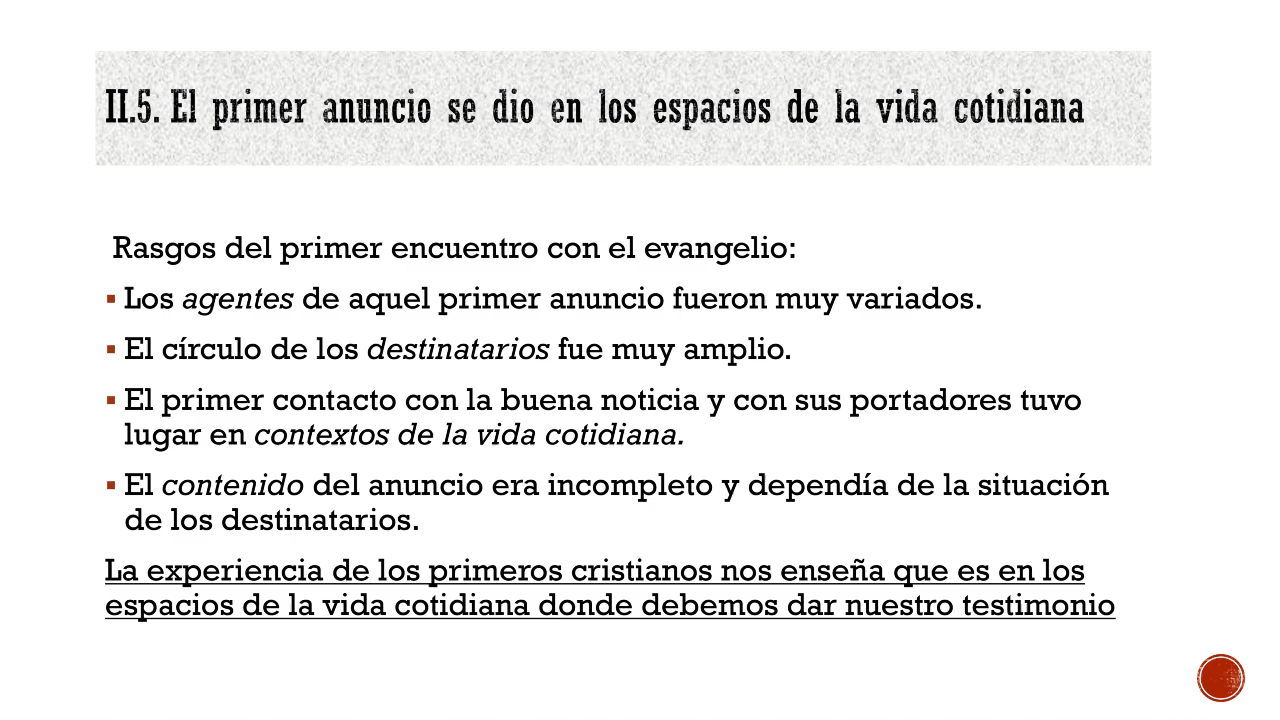 II.5. El primer anuncio se dio en los espacios de la vida cotidiana
Rasgos del primer encuentro con el evangelio:
▪ Los agentes de aquel primer anuncio fueron muy variados.
▪ El círculo de los destinatarios fue muy amplio.
▪ El primer contacto con la buena noticia y con sus portadores tuvo
lugar en contextos de la vida cotidiana.
▪ El contenido del anuncio era incompleto y dependía de la situación
de los destinatarios.
La experiencia de los primeros cristianos nos enseña que es en los
espacios de la vida cotidiana donde debemos dar nuestro testimonio